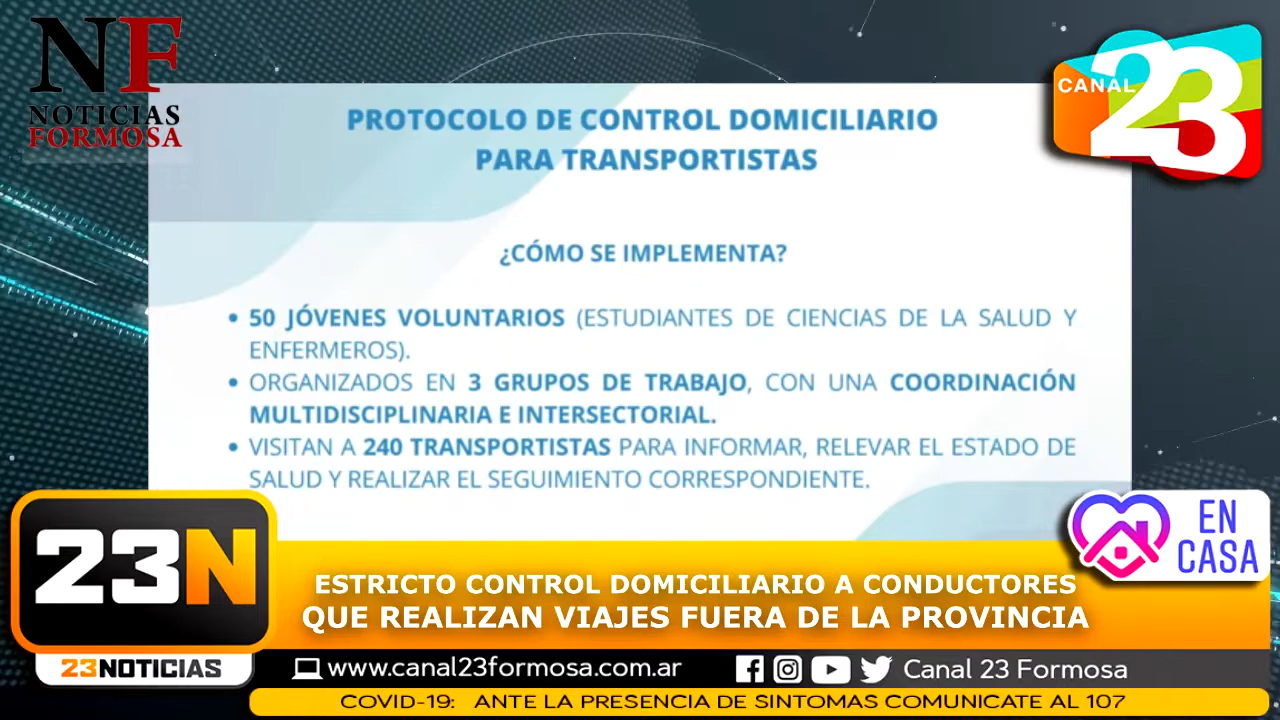 NF
NOTICIAS
FORMOSA
CANAL
23
PROTOCOLO DE CONTROL DOMICILIARIO
PARA TRANSPORTISTAS
¿CÓMO SE IMPLEMENTA?
• 50 JÓVENES VOLUNTARIOS (ESTUDIANTES DE CIENCIAS DE LA SALUD Y
ENFERMEROS).
• ORGANIZADOS EN 3 GRUPOS DE TRABAJO, CON UNA COORDINACIÓN
MULTIDISCIPLINARIA E INTERSECTORIAL.
• VISITAN A 240 TRANSPORTISTAS PARA INFORMAR, RELEVAR EL ESTADO DE
SALUD Y REALIZAR EL SEGUIMIENTO CORRESPONDIENTE.
EN
CASA
23N
ESTRICTO CONTROL DOMICILIARIO A CONDUCTORES
QUE REALIZAN VIAJES FUERA DE LA PROVINCIA
23NOTICIAS
www.canal23formosa.com.ar
Canal 23 Formosa
COVID-19: ANTE LA PRESENCIA DE SINTOMAS COMUNICATE AL 107